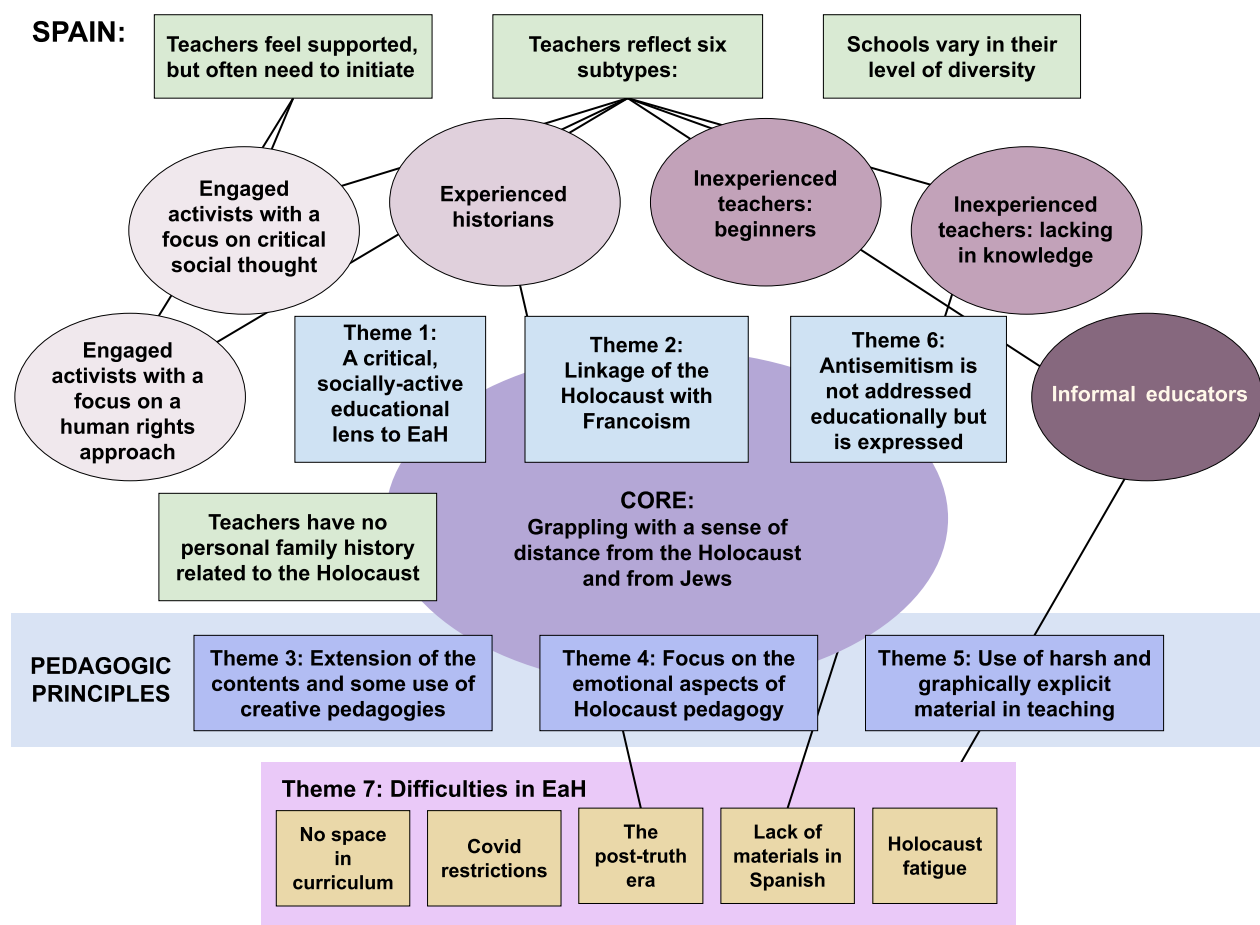 SPAIN:
Teachers feel supported,
but often need to initiate
Teachers reflect six
subtypes:
Schools vary in their
level of diversity
Engaged
activists with a
focus on critical
social thought
Experienced
historians
Inexperienced
teachers:
beginners
Inexperienced
teachers: lacking
in knowledge
Engaged
activists with a
focus on a
human rights
approach
Theme 1:
A critical,
socially-active
educational
lens to EaH
Theme 2:
Linkage of the
Holocaust with
Francoism
Theme 6:
Antisemitism is
not addressed
educationally but
is expressed
Informal educators
CORE:
Grappling with a sense of
distance from the Holocaust
and from Jews
Teachers have no
personal family history
related to the Holocaust
PEDAGOGIC
PRINCIPLES
Theme 3: Extension of the
contents and some use of
creative pedagogies
Theme 4: Focus on the
emotional aspects of
Holocaust pedagogy
Theme 5: Use of harsh and
graphically explicit
material in teaching
Theme 7: Difficulties in EaH
No space
in
curriculum
Covid
restrictions
The
post-truth
era
Lack of
materials in
Spanish
Holocaust
fatigue